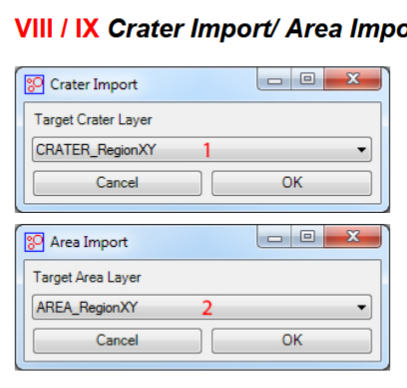 VIII / IX Crater Import/ Area Impo
Crater Import
Target Crater Layer
CRATER_RegionXY 1
Cancel OK
Area Import
Target Area Layer
AREA_RegionXY 2
Cancel OK